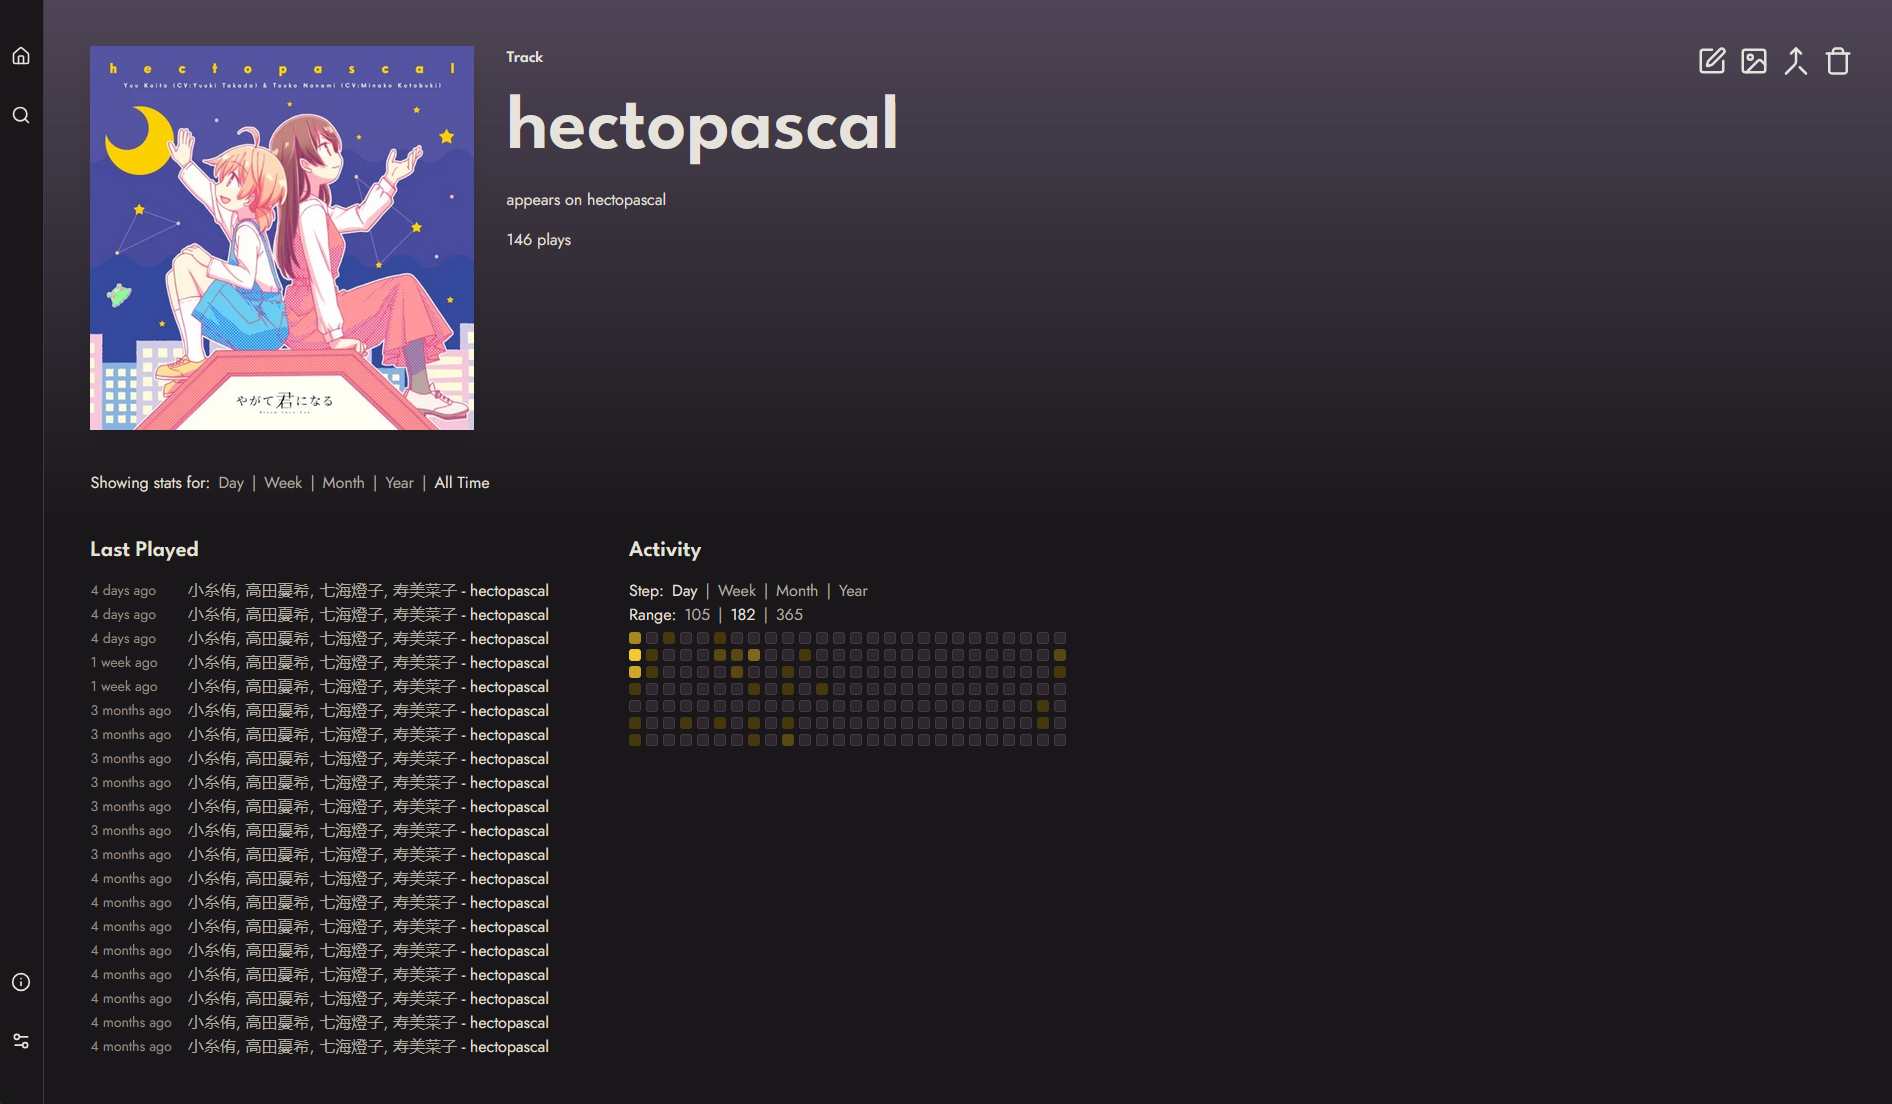 hectopascal
Yuu Koito (CV:Yuuki Takada) & Touko Nanami (CV:Minako Kotobuki)
やがて君になる
Bloom Into You
Track
hectopascal
appears on hectopascal
146 plays
Showing stats for: Day | Week | Month | Year | All Time
Last Played
4 days ago 小糸侑, 高田憂希, 七海燈子, 寿美菜子 - hectopascal
4 days ago 小糸侑, 高田憂希, 七海燈子, 寿美菜子 - hectopascal
4 days ago 小糸侑, 高田憂希, 七海燈子, 寿美菜子 - hectopascal
1 week ago 小糸侑, 高田憂希, 七海燈子, 寿美菜子 - hectopascal
1 week ago 小糸侑, 高田憂希, 七海燈子, 寿美菜子 - hectopascal
3 months ago 小糸侑, 高田憂希, 七海燈子, 寿美菜子 - hectopascal
3 months ago 小糸侑, 高田憂希, 七海燈子, 寿美菜子 - hectopascal
3 months ago 小糸侑, 高田憂希, 七海燈子, 寿美菜子 - hectopascal
3 months ago 小糸侑, 高田憂希, 七海燈子, 寿美菜子 - hectopascal
3 months ago 小糸侑, 高田憂希, 七海燈子, 寿美菜子 - hectopascal
3 months ago 小糸侑, 高田憂希, 七海燈子, 寿美菜子 - hectopascal
3 months ago 小糸侑, 高田憂希, 七海燈子, 寿美菜子 - hectopascal
4 months ago 小糸侑, 高田憂希, 七海燈子, 寿美菜子 - hectopascal
4 months ago 小糸侑, 高田憂希, 七海燈子, 寿美菜子 - hectopascal
4 months ago 小糸侑, 高田憂希, 七海燈子, 寿美菜子 - hectopascal
4 months ago 小糸侑, 高田憂希, 七海燈子, 寿美菜子 - hectopascal
4 months ago 小糸侑, 高田憂希, 七海燈子, 寿美菜子 - hectopascal
4 months ago 小糸侑, 高田憂希, 七海燈子, 寿美菜子 - hectopascal
4 months ago 小糸侑, 高田憂希, 七海燈子, 寿美菜子 - hectopascal
4 months ago 小糸侑, 高田憂希, 七海燈子, 寿美菜子 - hectopascal
Activity
Step: Day | Week | Month | Year
Range: 105 | 182 | 365